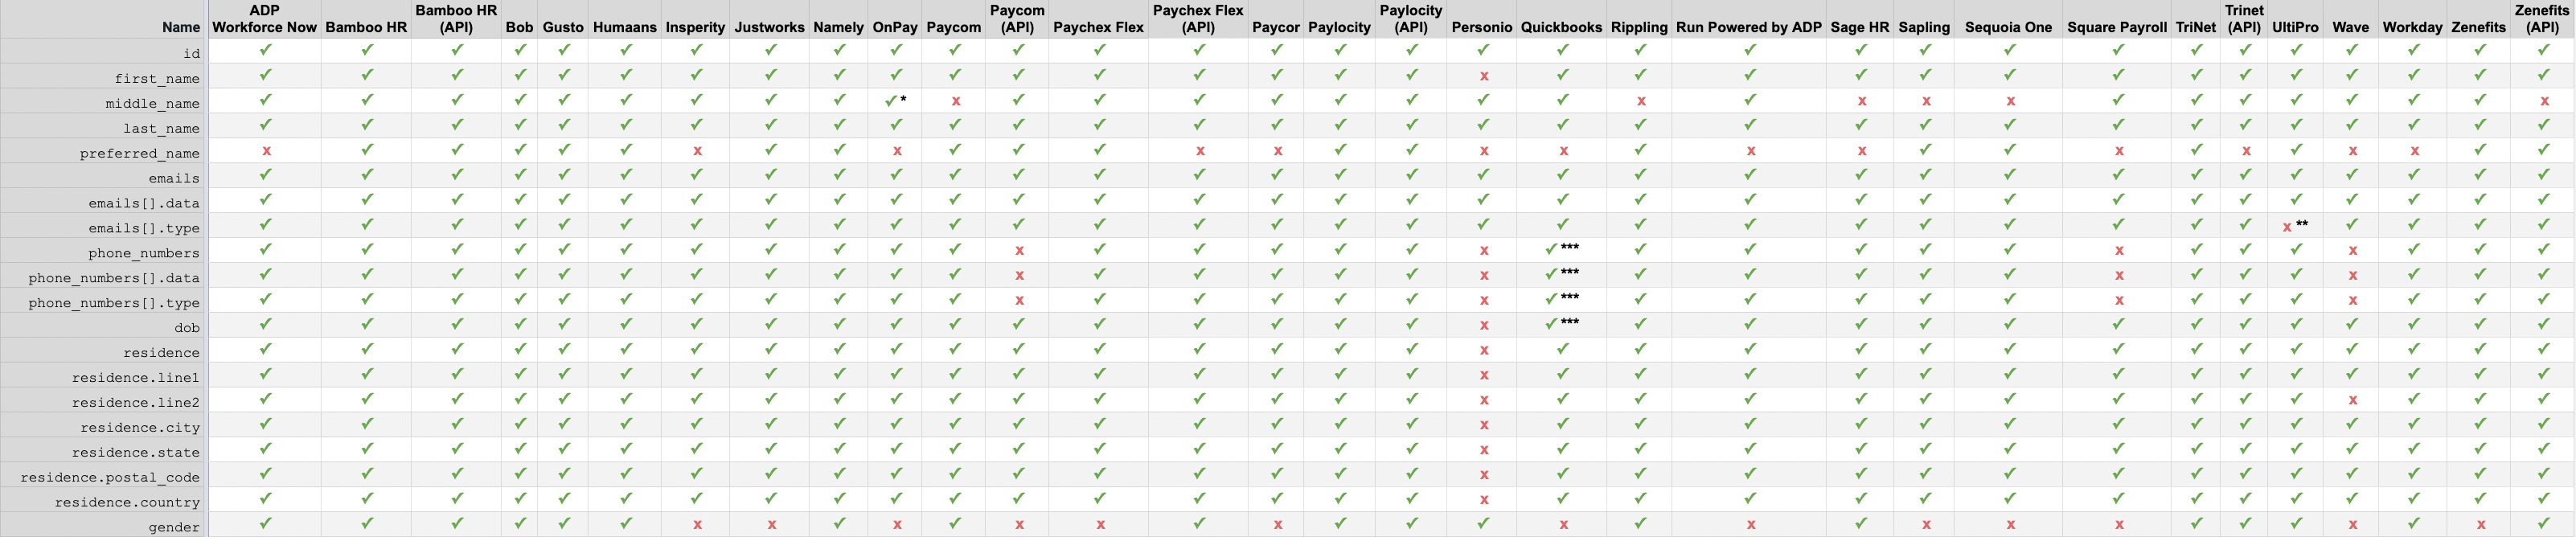 ADP Bamboo HR Paycom Paychex Flex Paylocity Trinet Zenefits
Name Workforce Now Bamboo HR (API) Bob Gusto Humaans Insperity Justworks Namely OnPay Paycom (API) Paychex Flex (API) Paycor Paylocity (API) Personio Quickbooks Rippling Run Powered by ADP Sage HR Sapling Sequoia One Square Payroll TriNet (API) UltiPro Wave Workday Zenefits (API)
id ✓ ✓ ✓ ✓ ✓ ✓ ✓ ✓ ✓ ✓ ✓ ✓ ✓ ✓ ✓ ✓ ✓ ✓ ✓ ✓ ✓ ✓ ✓ ✓ ✓ ✓ ✓ ✓ ✓ ✓ ✓ ✓
first_name ✓ ✓ ✓ ✓ ✓ ✓ ✓ ✓ ✓ ✓ ✓ ✓ ✓ ✓ ✓ ✓ ✓ x ✓ ✓ ✓ ✓ ✓ ✓ ✓ ✓ ✓ ✓ ✓ ✓ ✓ ✓
middle_name ✓ ✓ ✓ ✓ ✓ ✓ ✓ ✓ ✓ ✓* x ✓ ✓ ✓ ✓ ✓ ✓ ✓ ✓ x ✓ x x x ✓ ✓ ✓ ✓ ✓ ✓ ✓ x
last_name ✓ ✓ ✓ ✓ ✓ ✓ ✓ ✓ ✓ ✓ ✓ ✓ ✓ ✓ ✓ ✓ ✓ ✓ ✓ ✓ ✓ ✓ ✓ ✓ ✓ ✓ ✓ ✓ ✓ ✓ ✓ ✓
preferred_name x ✓ ✓ ✓ ✓ ✓ x ✓ ✓ x ✓ ✓ ✓ x x ✓ ✓ x x ✓ x x ✓ ✓ x ✓ x ✓ x x ✓ ✓
emails ✓ ✓ ✓ ✓ ✓ ✓ ✓ ✓ ✓ ✓ ✓ ✓ ✓ ✓ ✓ ✓ ✓ ✓ ✓ ✓ ✓ ✓ ✓ ✓ ✓ ✓ ✓ ✓ ✓ ✓ ✓ ✓
emails[].data ✓ ✓ ✓ ✓ ✓ ✓ ✓ ✓ ✓ ✓ ✓ ✓ ✓ ✓ ✓ ✓ ✓ ✓ ✓ ✓ ✓ ✓ ✓ ✓ ✓ ✓ ✓ ✓ ✓ ✓ ✓ ✓
emails[].type ✓ ✓ ✓ ✓ ✓ ✓ ✓ ✓ ✓ ✓ ✓ ✓ ✓ ✓ ✓ ✓ ✓ ✓ ✓ ✓ ✓ ✓ ✓ ✓ ✓ ✓ ✓ x ** ✓ ✓ ✓ ✓
phone_numbers ✓ ✓ ✓ ✓ ✓ ✓ ✓ ✓ ✓ ✓ ✓ x ✓ ✓ ✓ ✓ ✓ x ✓*** ✓ ✓ ✓ ✓ ✓ x ✓ ✓ ✓ x ✓ ✓ ✓
phone_numbers[].data ✓ ✓ ✓ ✓ ✓ ✓ ✓ ✓ ✓ ✓ ✓ x ✓ ✓ ✓ ✓ ✓ x ✓*** ✓ ✓ ✓ ✓ ✓ x ✓ ✓ ✓ x ✓ ✓ ✓
phone_numbers[].type ✓ ✓ ✓ ✓ ✓ ✓ ✓ ✓ ✓ ✓ ✓ x ✓ ✓ ✓ ✓ ✓ x ✓*** ✓ ✓ ✓ ✓ ✓ x ✓ ✓ ✓ x ✓ ✓ ✓
dob ✓ ✓ ✓ ✓ ✓ ✓ ✓ ✓ ✓ ✓ ✓ ✓ ✓ ✓ ✓ ✓ ✓ x ✓*** ✓ ✓ ✓ ✓ ✓ ✓ ✓ ✓ ✓ ✓ ✓ ✓ ✓
residence ✓ ✓ ✓ ✓ ✓ ✓ ✓ ✓ ✓ ✓ ✓ ✓ ✓ ✓ ✓ ✓ ✓ x ✓ ✓ ✓ ✓ ✓ ✓ ✓ ✓ ✓ ✓ ✓ ✓ ✓ ✓
residence.line1 ✓ ✓ ✓ ✓ ✓ ✓ ✓ ✓ ✓ ✓ ✓ ✓ ✓ ✓ ✓ ✓ ✓ x ✓ ✓ ✓ ✓ ✓ ✓ ✓ ✓ ✓ ✓ ✓ ✓ ✓ ✓
residence.line2 ✓ ✓ ✓ ✓ ✓ ✓ ✓ ✓ ✓ ✓ ✓ ✓ ✓ ✓ ✓ ✓ ✓ x ✓ ✓ ✓ ✓ ✓ ✓ ✓ ✓ ✓ ✓ x ✓ ✓ ✓
residence.city ✓ ✓ ✓ ✓ ✓ ✓ ✓ ✓ ✓ ✓ ✓ ✓ ✓ ✓ ✓ ✓ ✓ x ✓ ✓ ✓ ✓ ✓ ✓ ✓ ✓ ✓ ✓ ✓ ✓ ✓ ✓
residence.state ✓ ✓ ✓ ✓ ✓ ✓ ✓ ✓ ✓ ✓ ✓ ✓ ✓ ✓ ✓ ✓ ✓ x ✓ ✓ ✓ ✓ ✓ ✓ ✓ ✓ ✓ ✓ ✓ ✓ ✓ ✓
residence.postal_code ✓ ✓ ✓ ✓ ✓ ✓ ✓ ✓ ✓ ✓ ✓ ✓ ✓ ✓ ✓ ✓ ✓ x ✓ ✓ ✓ ✓ ✓ ✓ ✓ ✓ ✓ ✓ ✓ ✓ ✓ ✓
residence.country ✓ ✓ ✓ ✓ ✓ ✓ ✓ ✓ ✓ ✓ ✓ ✓ ✓ ✓ ✓ ✓ ✓ x ✓ ✓ ✓ ✓ ✓ ✓ ✓ ✓ ✓ ✓ ✓ ✓ ✓ ✓
gender ✓ ✓ ✓ ✓ ✓ ✓ x x ✓ x ✓ x x ✓ x ✓ ✓ ✓ x ✓ x ✓ x x x ✓ ✓ ✓ x ✓ x ✓